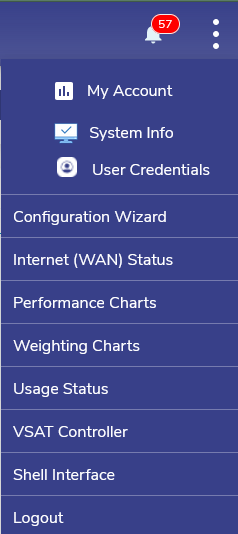 57
My Account
System Info
User Credentials
Configuration Wizard
Internet (WAN) Status
Performance Charts
Weighting Charts
Usage Status
VSAT Controller
Shell Interface
Logout